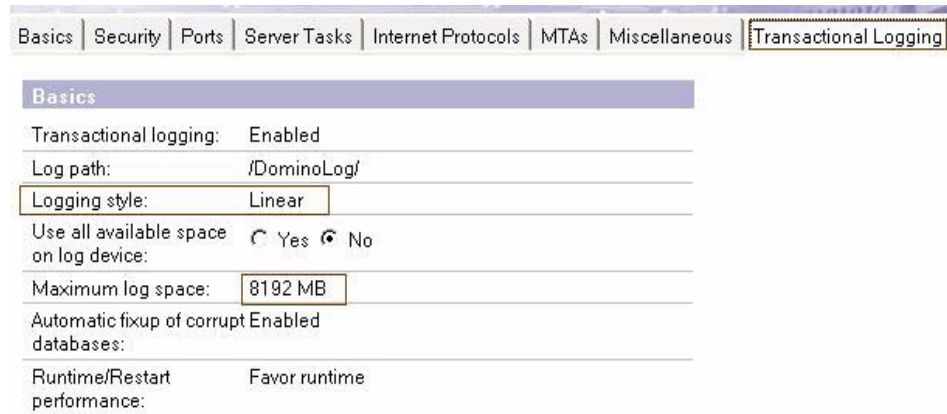 Basics | Security | Ports | Server Tasks | Internet Protocols | MTAs | Miscellaneous | Transactional Logging
Basics
Transactional logging: Enabled
Log path: /DominoLog/
Logging style: Linear
Use all available space
on log device: Yes No
Maximum log space: 8192 MB
Automatic fixup of corrupt Enabled
databases:
Runtime/Restart Favor runtime
performance: